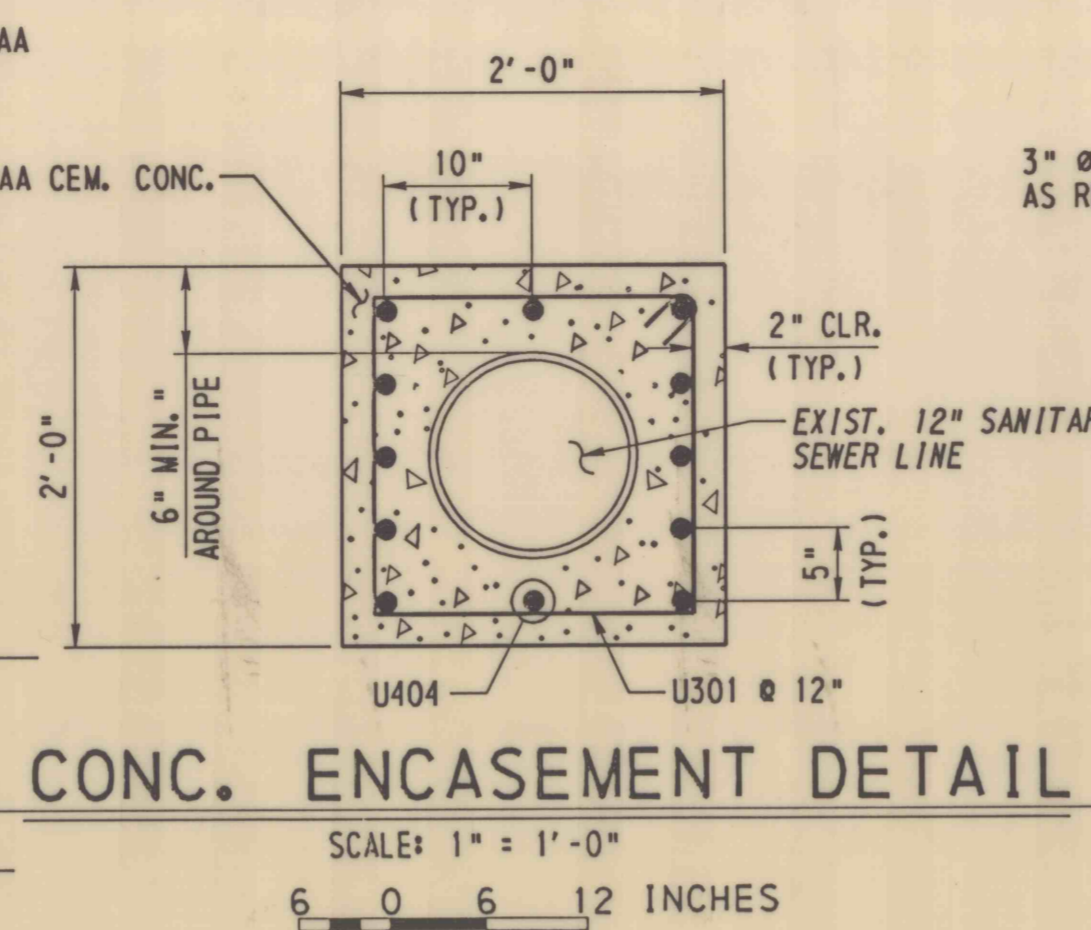 AA
2'-0"
AA CEM. CONC.
10"
(TYP.)
3" Ø
AS R
2" CLR.
(TYP.)
EXIST. 12" SANITAR
SEWER LINE
2'-0"
6" MIN."
AROUND PIPE
5"
(TYP.)
U404
U301 @ 12"
CONC. ENCASEMENT DETAIL
SCALE: 1" = 1'-0"
6 0 6 12 INCHES